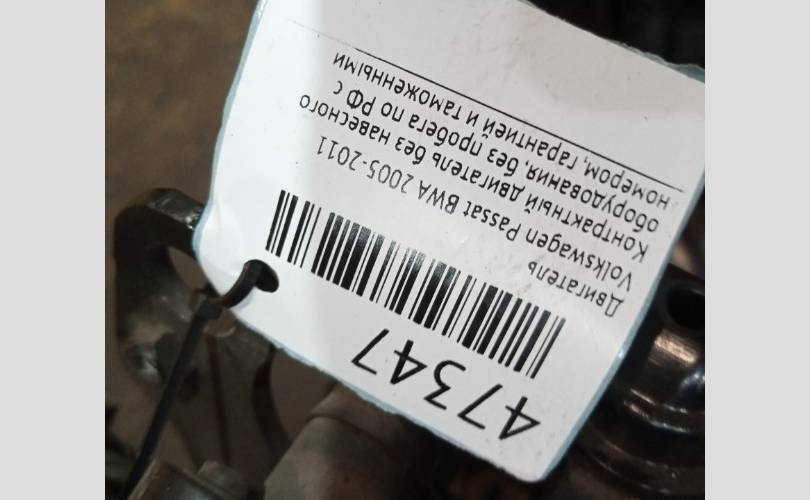 47347
Двигатель
Volkswagen Passat BWA 2005-2011
Контрактный двигатель без навесного
оборудования, без пробега по РФ с
номером, гарантией и таможенными